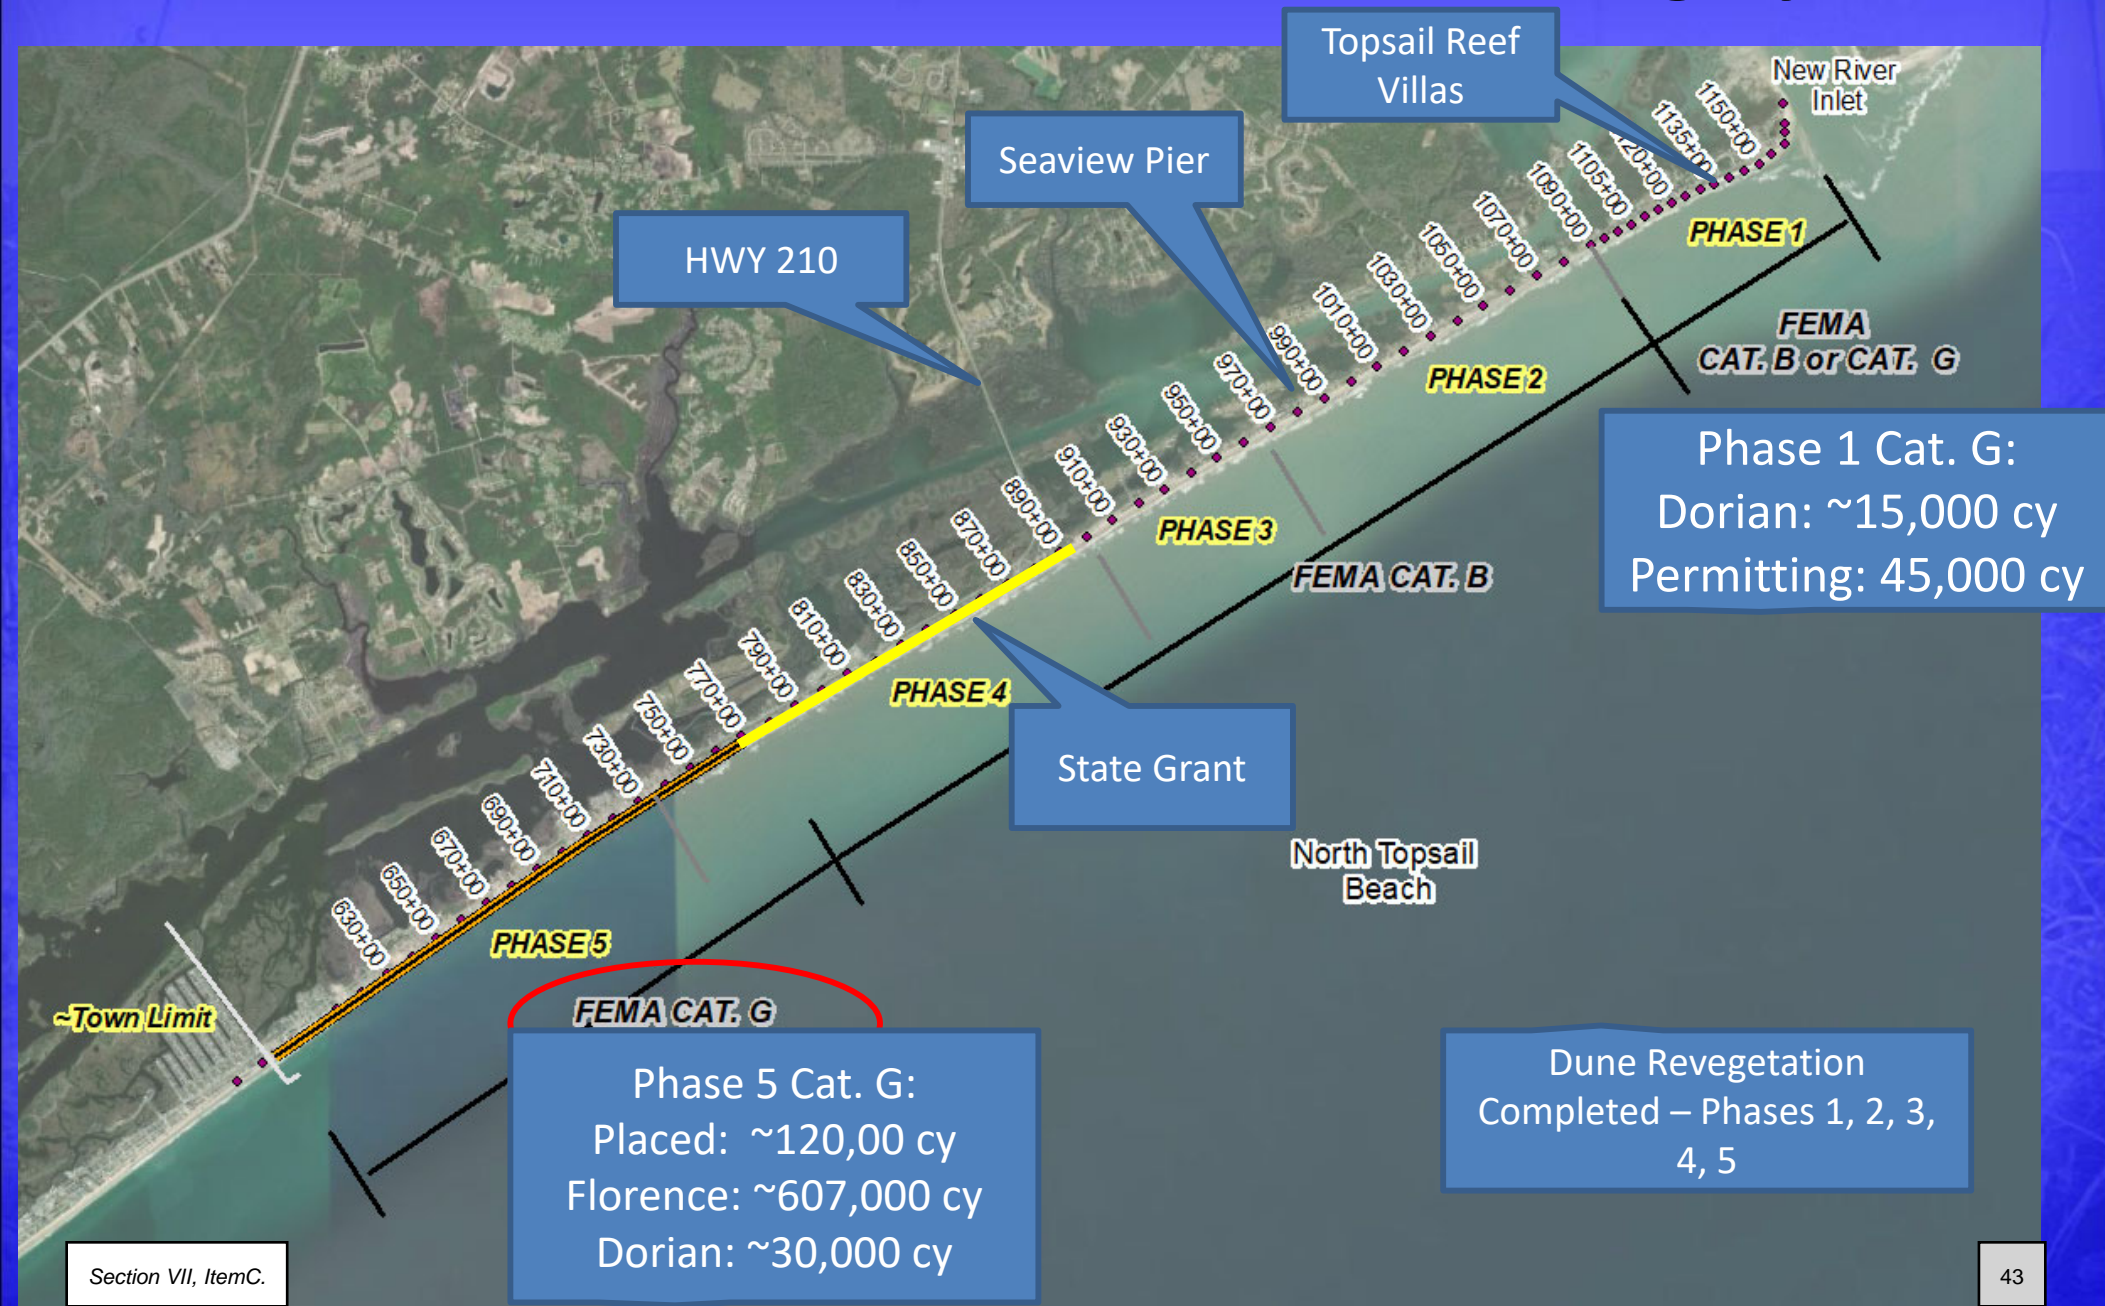 Topsail Reef
Villas
New River
Inlet
Seaview Pier
HWY 210
1150+00
1135+00
20+00
1105+00
1090+00
1070+00
1050+00
1030+00
1010+00
990+00
970+00
950+00
930+00
910+00
890+00
870+00
850+00
830+00
810+00
790+00
770+00
750+00
730+00
710+00
690+00
670+00
650+00
630+00
PHASE 1
FEMA
CAT. B or CAT. G
PHASE 2
Phase 1 Cat. G:
Dorian: ~15,000 cy
Permitting: 45,000 cy
PHASE 3
FEMA CAT. B
PHASE 4
State Grant
North Topsail
Beach
PHASE 5
~Town Limit
FEMA CAT. G
Phase 5 Cat. G:
Placed: ~120,00 cy
Florence: ~607,000 cy
Dorian: ~30,000 cy
Dune Revegetation
Completed – Phases 1, 2, 3,
4, 5
Section VII, ItemC.
43